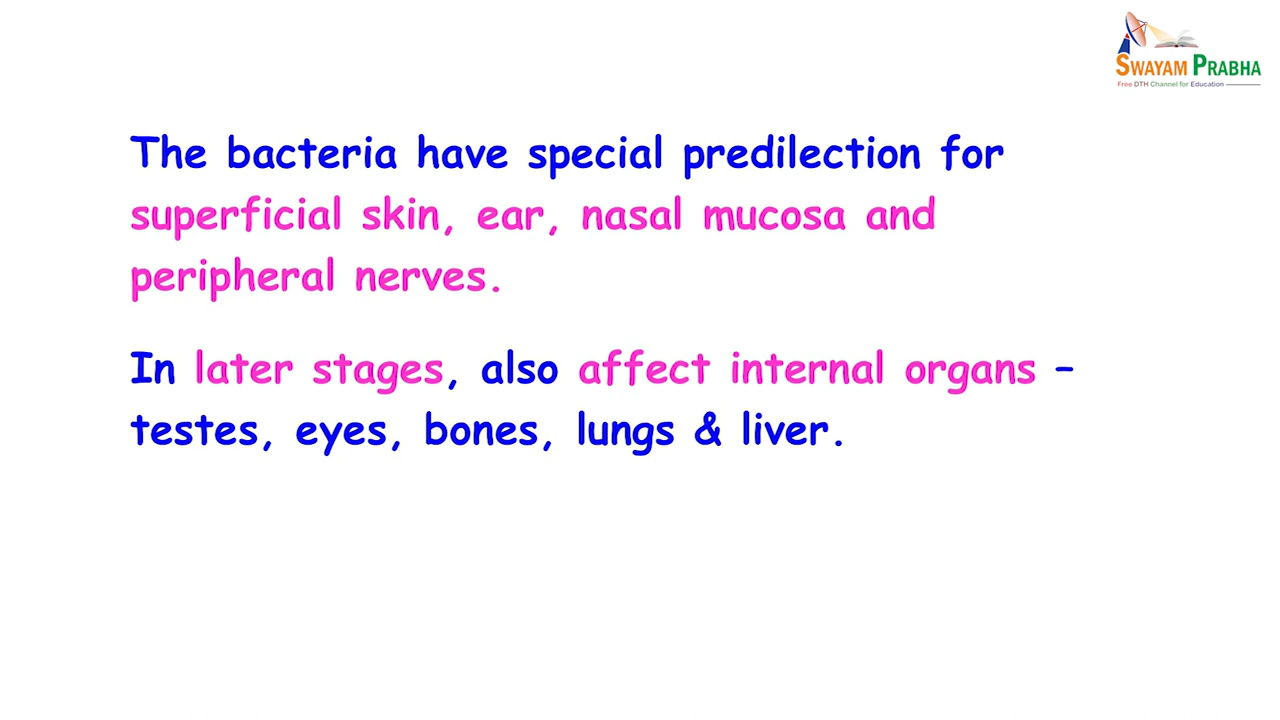 SWAYAM PRABHA
Free DTH Channel for Education
The bacteria have special predilection for
superficial skin, ear, nasal mucosa and
peripheral nerves.
In later stages, also affect internal organs –
testes, eyes, bones, lungs & liver.